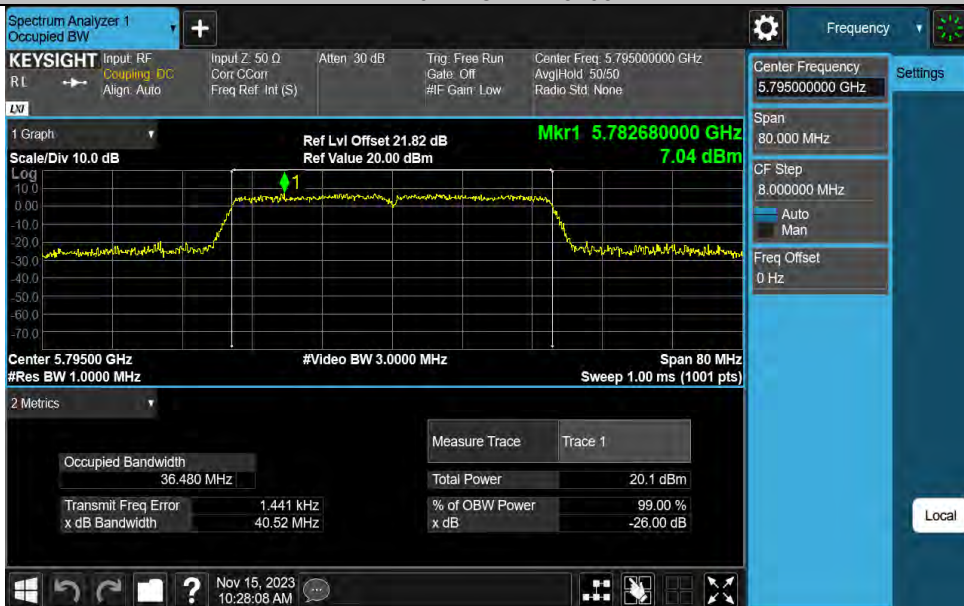 Spectrum Analyzer 1
Occupied BW
+
Frequency
KEYSIGHT
R L
LXI
Input: RF
Coupling: DC
Align: Auto
Input Z: 50 Ω
Corr CCorr
Freq Ref: Int (S)
Atten: 30 dB
Trig: Free Run
Gate: Off
#IF Gain: Low
Center Freq: 5.795000000 GHz
Avg|Hold: 50/50
Radio Std: None
Center Frequency
5.795000000 GHz
Settings
Span
80.000 MHz
CF Step
8.000000 MHz
Auto
Man
Freq Offset
0 Hz
Local
1 Graph
Scale/Div 10.0 dB
Ref Lvl Offset 21.82 dB
Ref Value 20.00 dBm
Mkr1 5.782680000 GHz
7.04 dBm
Log
10.0
0.00
-10.0
-20.0
-30.0
-40.0
-50.0
-60.0
-70.0
1
Center 5.79500 GHz
#Res BW 1.0000 MHz
#Video BW 3.0000 MHz
Span 80 MHz
Sweep 1.00 ms (1001 pts)
2 Metrics
Measure Trace Trace 1
Occupied Bandwidth
36.480 MHz
Total Power 20.1 dBm
Transmit Freq Error 1.441 kHz
% of OBW Power 99.00 %
x dB Bandwidth 40.52 MHz
x dB -26.00 dB
?
Nov 15, 2023
10:28:08 AM